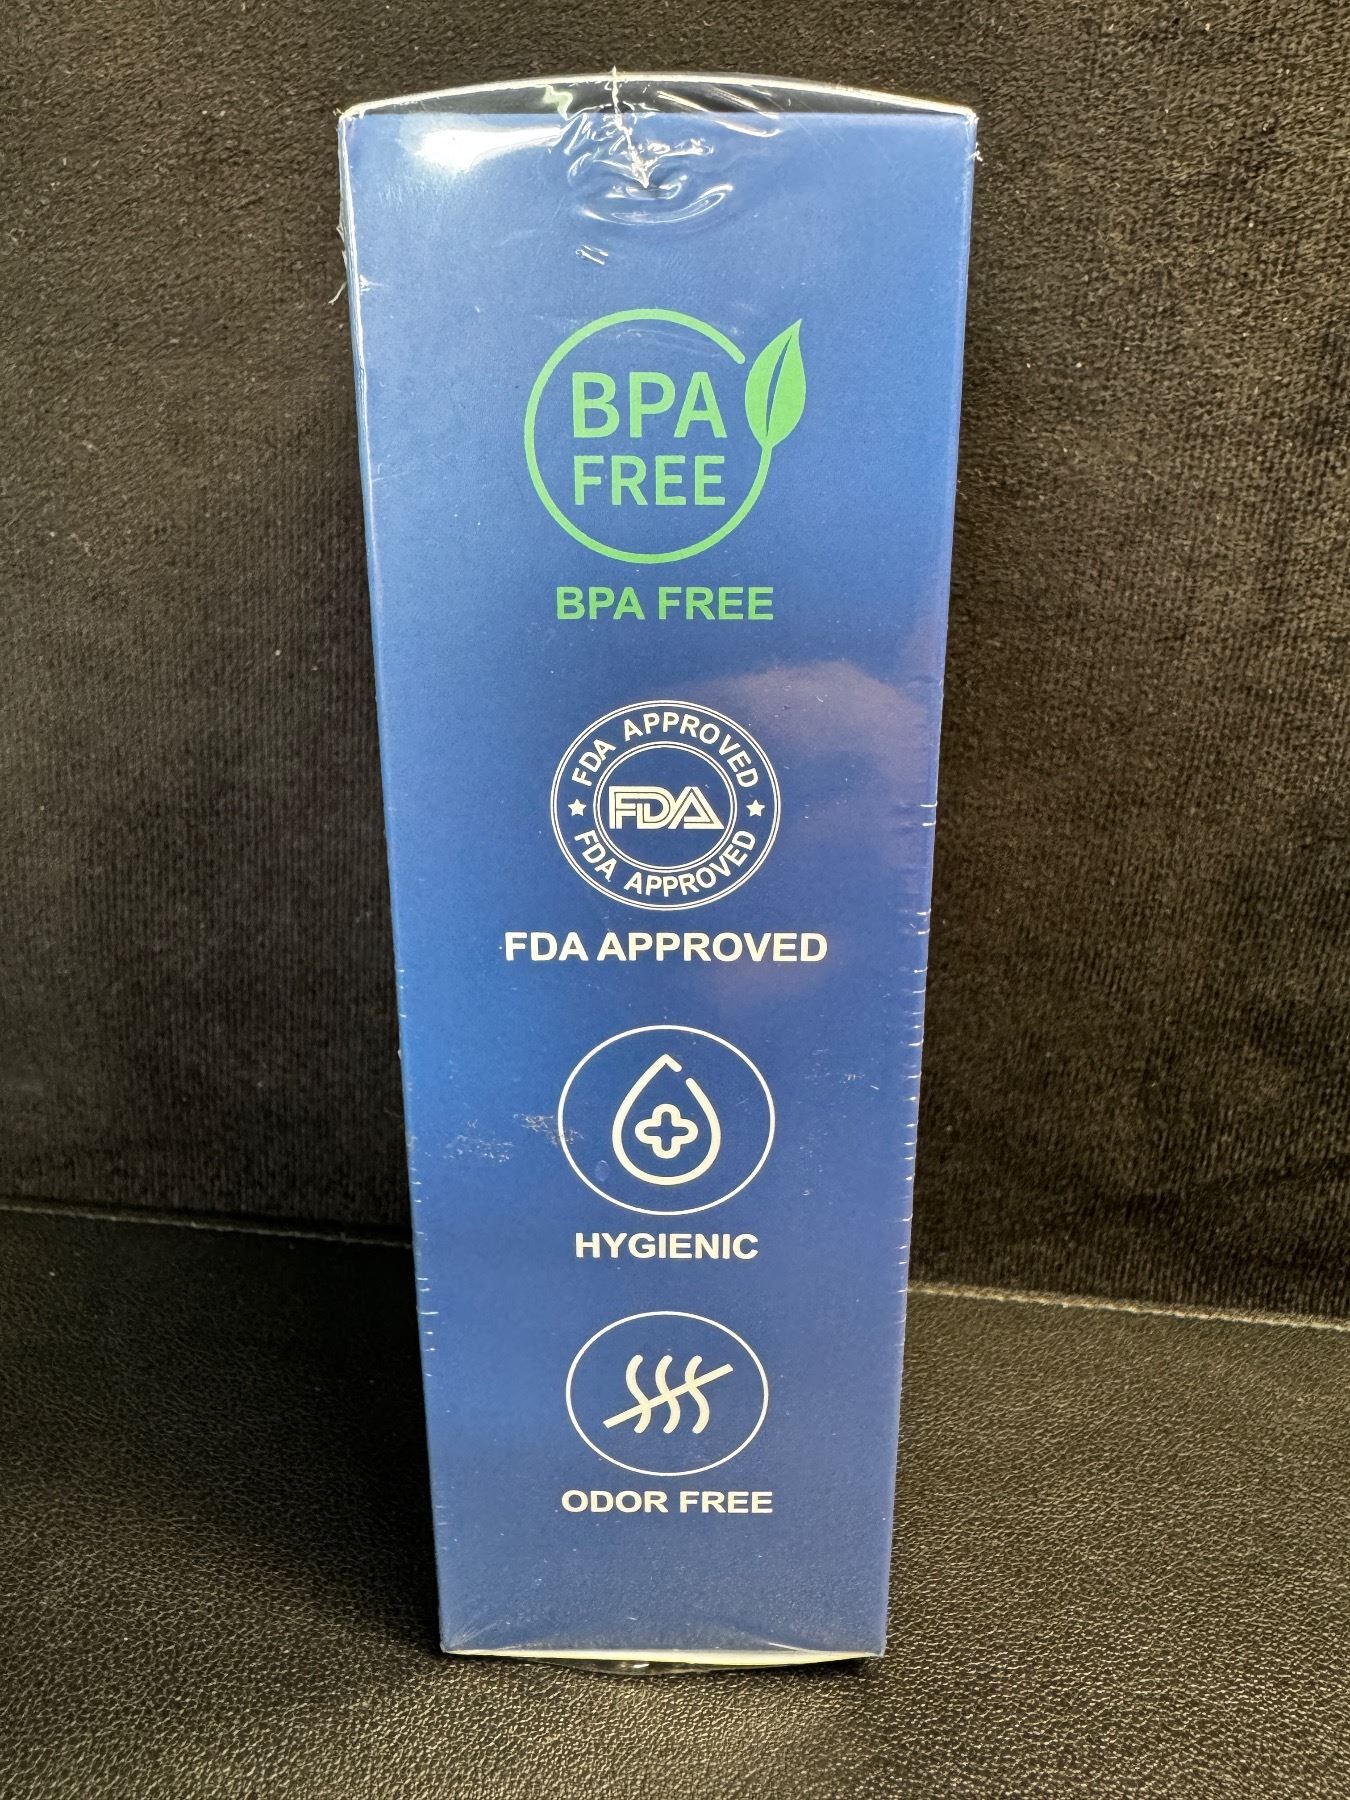 BPA
FREE
BPA FREE
FDA APPROVED
FDA
FDA APPROVED
FDA APPROVED
HYGIENIC
ODOR FREE